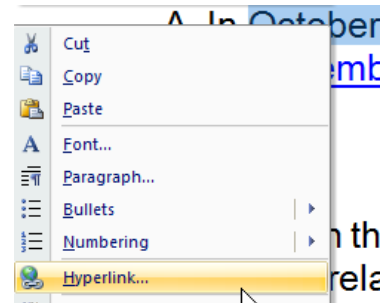 A. In October
Cut
Copy
Paste
Font...
Paragraph...
Bullets
Numbering
Hyperlink...